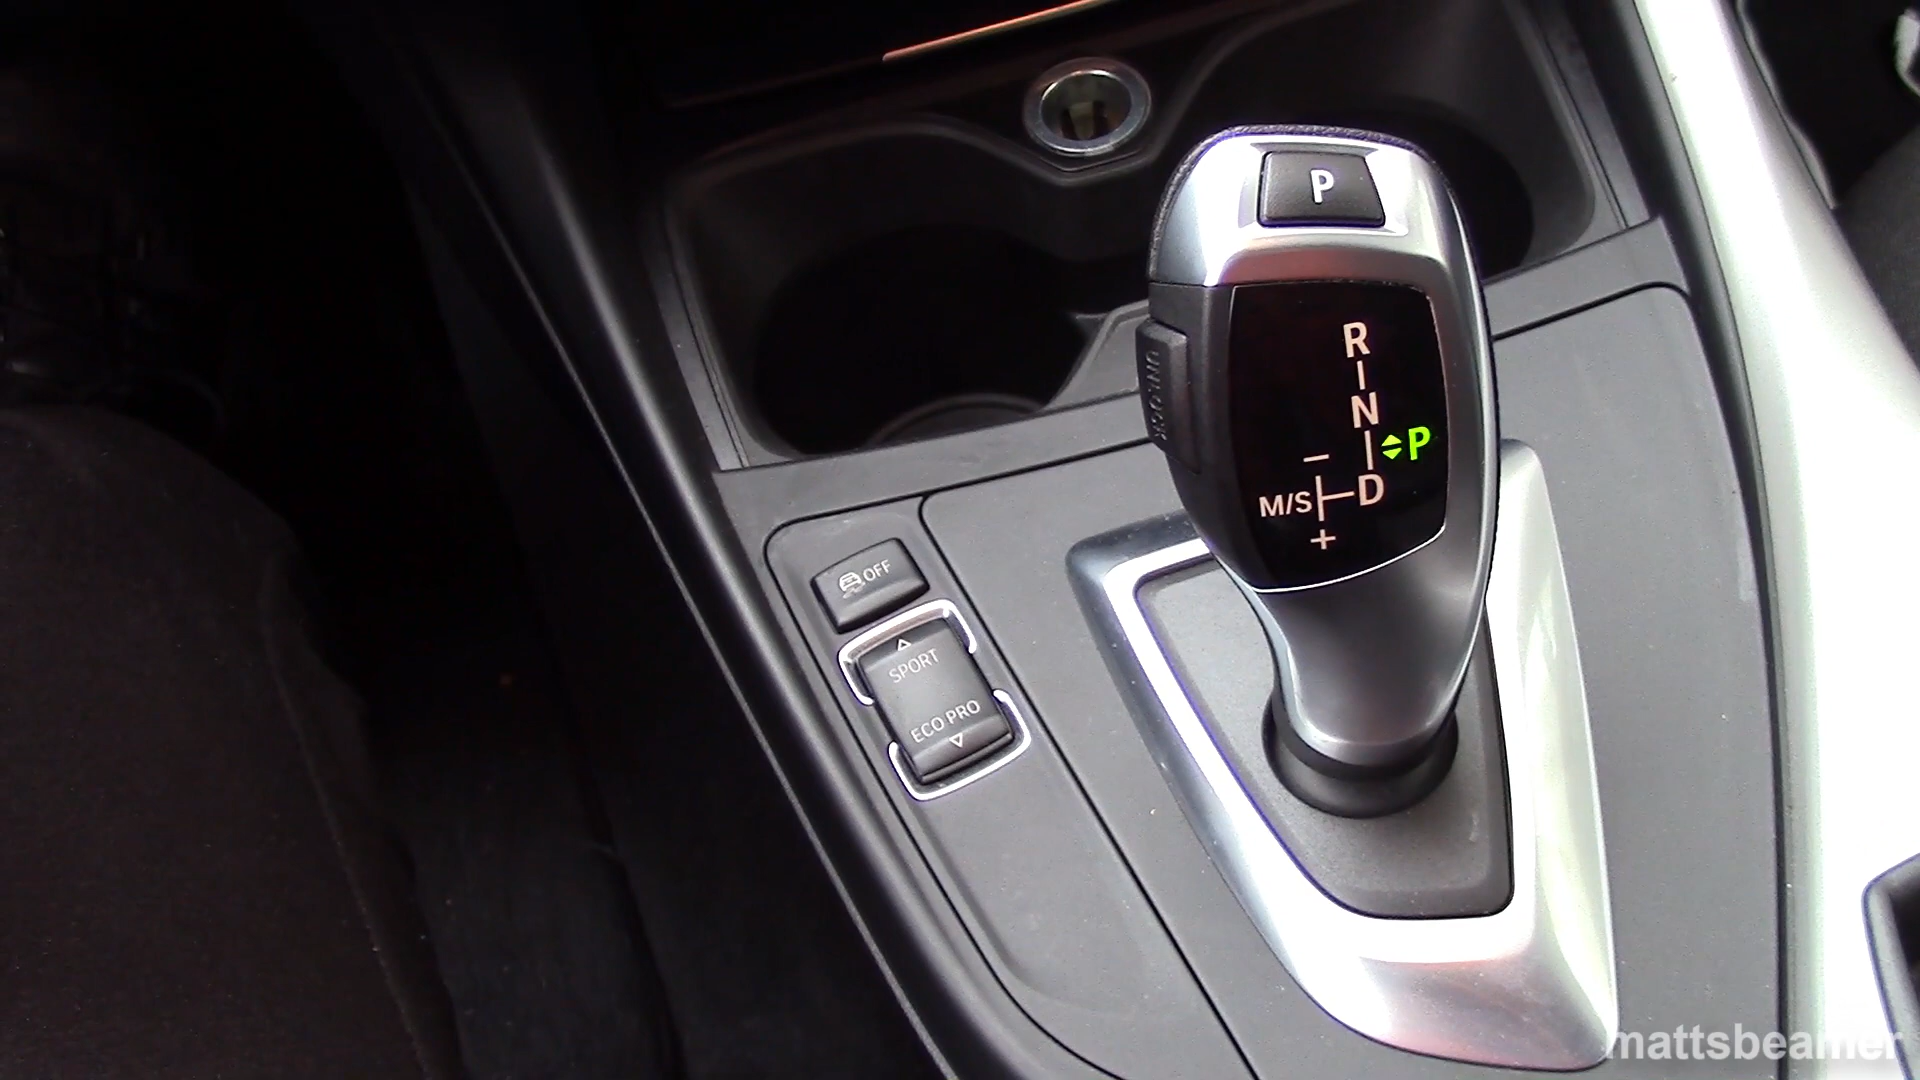 P
R
N
P
D
M/S
−
+
UNLOCK
OFF
SPORT
ECO PRO
mattsbeamer